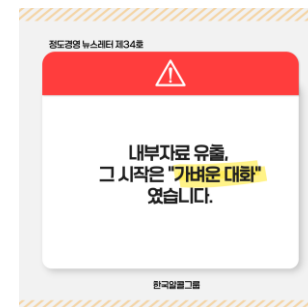 정도경영 뉴스레터 제34호
내부자료 유출,
그 시작은 "가벼운 대화"
였습니다.
한국알콜그룹